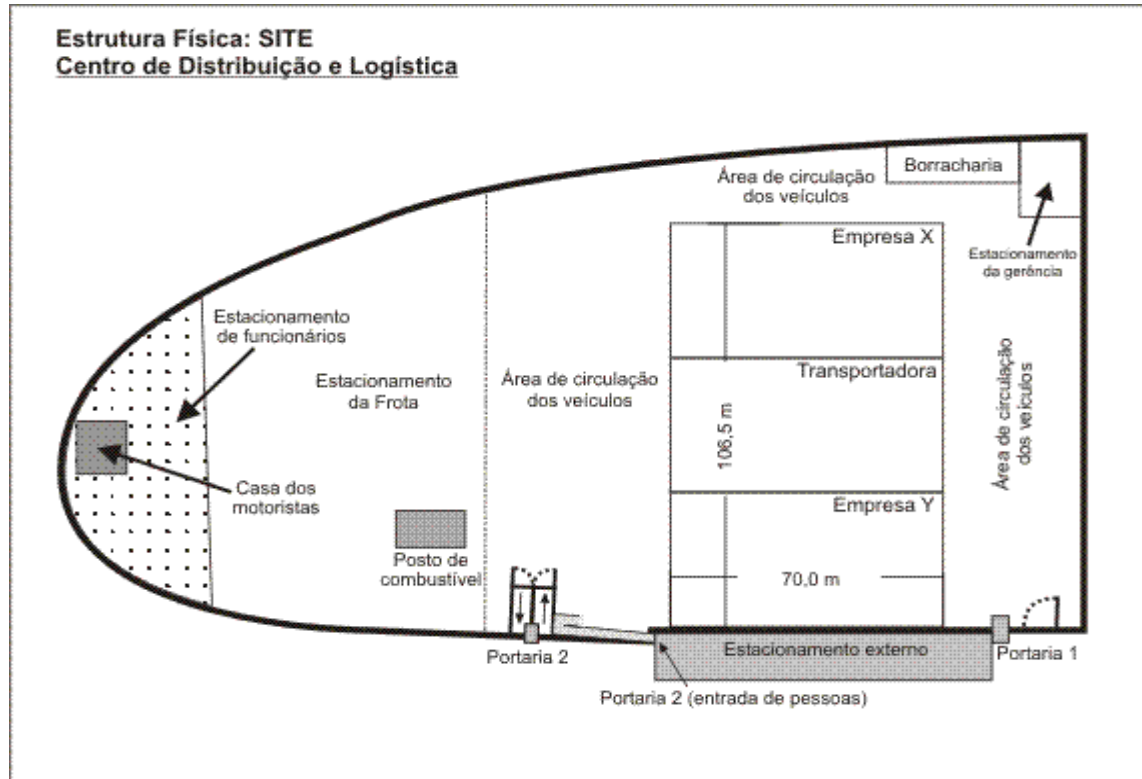 Estrutura Física: SITE
Centro de Distribuição e Logística
Borracharia
Área de circulação
dos veículos
Empresa X
Estacionamento
da gerência
Estacionamento
de funcionários
Estacionamento
da Frota
Área de circulação
dos veículos
Transportadora
Área de circulação
dos veículos
106,5 m
Casa dos
motoristas
Empresa Y
Posto de
combustível
70,0 m
Portaria 2
Estacionamento externo
Portaria 1
Portaria 2 (entrada de pessoas)